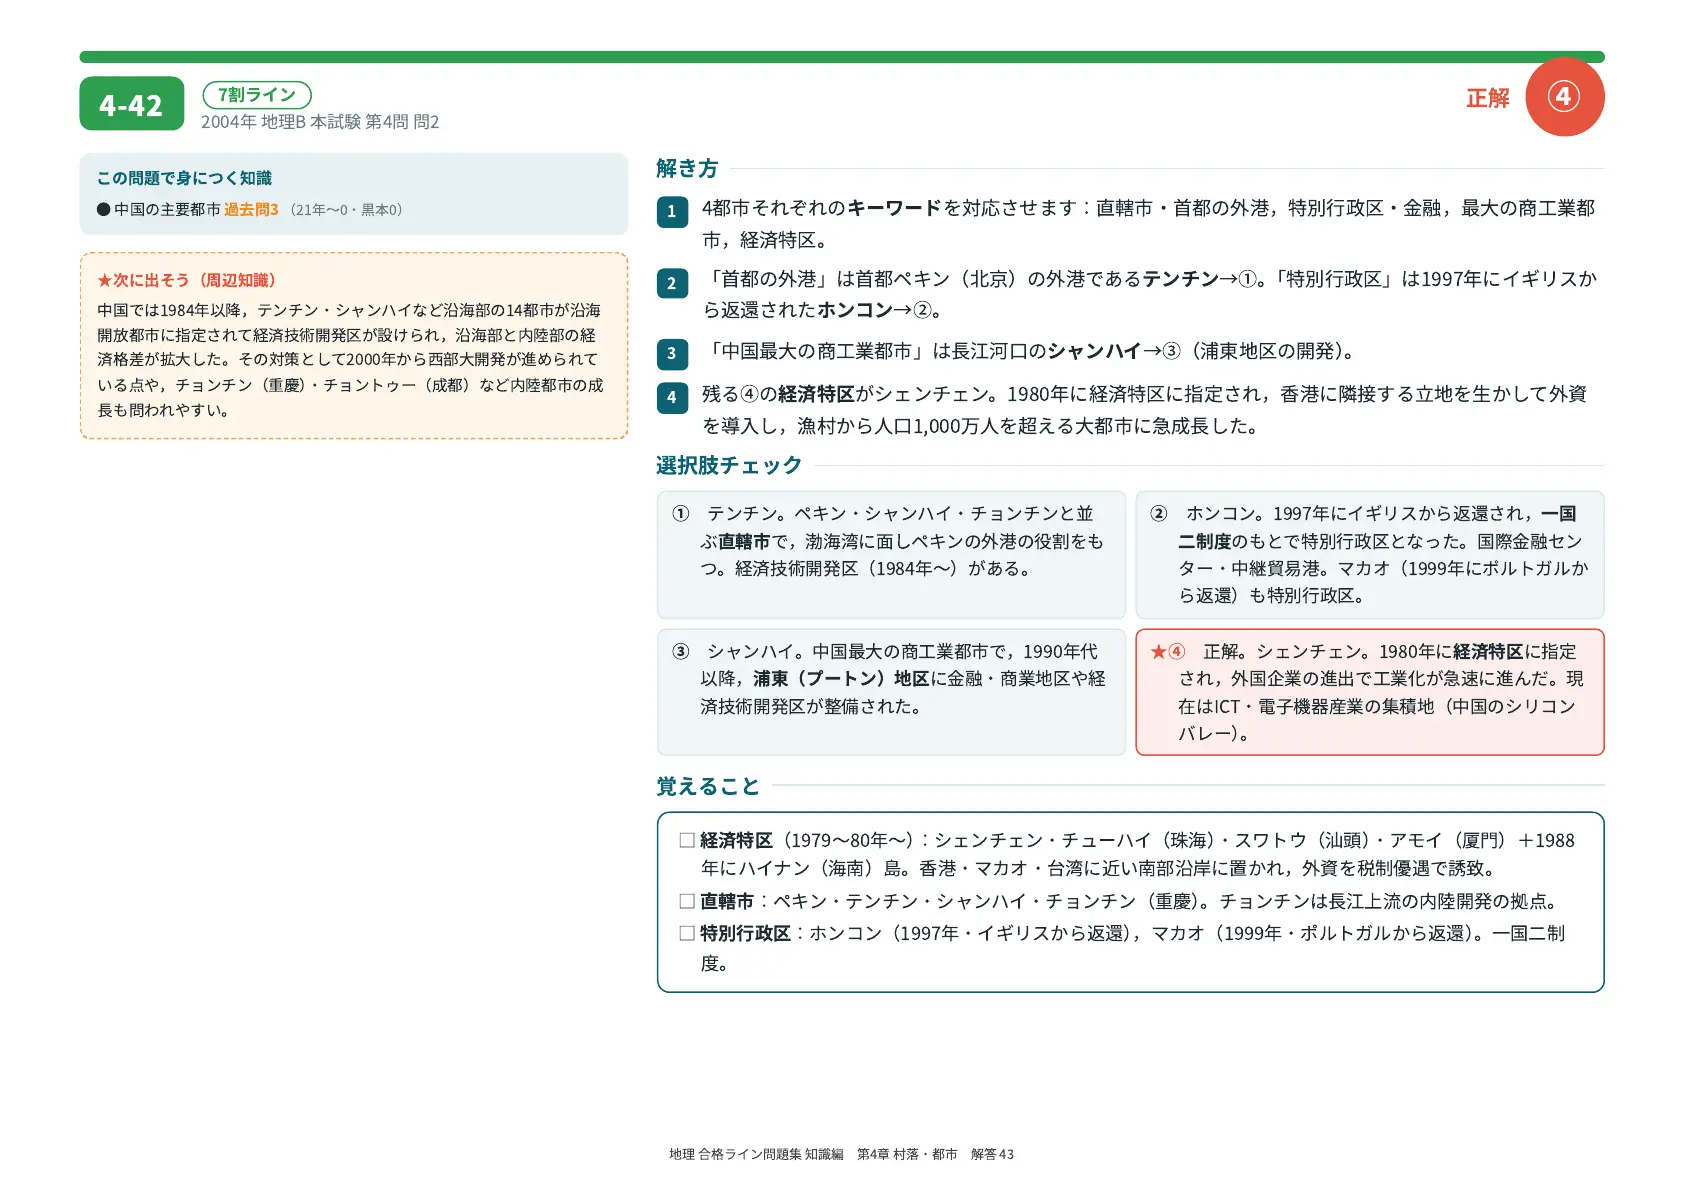 4-42
7割ライン
2004年 地理B 本試験 第4問 問2
正解 ④
この問題で身につく知識
●中国の主要都市 過去問3 （21年〜0・黒本0）
★次に出そう（周辺知識）
中国では1984年以降，テンチン・シャンハイなど沿海部の14都市が沿海
開放都市に指定されて経済技術開発区が設けられ，沿海部と内陸部の経
済格差が拡大した。その対策として2000年から西部大開発が進められて
いる点や，チョンチン（重慶）・チョントゥー（成都）など内陸都市の成
長も問われやすい。
解き方
1 4都市それぞれのキーワードを対応させます：直轄市・首都の外港，特別行政区・金融，最大の商工業都
市，経済特区。
2 「首都の外港」は首都ペキン（北京）の外港であるテンチン→①。「特別行政区」は1997年にイギリスか
ら返還されたホンコン→②。
3 「中国最大の商工業都市」は長江河口のシャンハイ→③（浦東地区の開発）。
4 残る④の経済特区がシェンチェン。1980年に経済特区に指定され，香港に隣接する立地を生かして外資
を導入し，漁村から人口1,000万人を超える大都市に急成長した。
選択肢チェック
① テンチン。ペキン・シャンハイ・チョンチンと並
ぶ直轄市で，渤海湾に面しペキンの外港の役割をも
つ。経済技術開発区（1984年〜）がある。
② ホンコン。1997年にイギリスから返還され，一国
二制度のもとで特別行政区となった。国際金融セン
ター・中継貿易港。マカオ（1999年にポルトガルか
ら返還）も特別行政区。
③ シャンハイ。中国最大の商工業都市で，1990年代
以降，浦東（プートン）地区に金融・商業地区や経
済技術開発区が整備された。
★④ 正解。シェンチェン。1980年に経済特区に指定
され，外国企業の進出で工業化が急速に進んだ。現
在はICT・電子機器産業の集積地（中国のシリコン
バレー）。
覚えること
□ 経済特区（1979〜80年〜）：シェンチェン・チューハイ（珠海）・スワトウ（汕頭）・アモイ（厦門）＋1988
年にハイナン（海南）島。香港・マカオ・台湾に近い南部沿岸に置かれ，外資を税制優遇で誘致。
□ 直轄市：ペキン・テンチン・シャンハイ・チョンチン（重慶）。チョンチンは長江上流の内陸開発の拠点。
□ 特別行政区：ホンコン（1997年・イギリスから返還），マカオ（1999年・ポルトガルから返還）。一国二制
度。
地理 合格ライン問題集 知識編 第4章 村落・都市 解答43